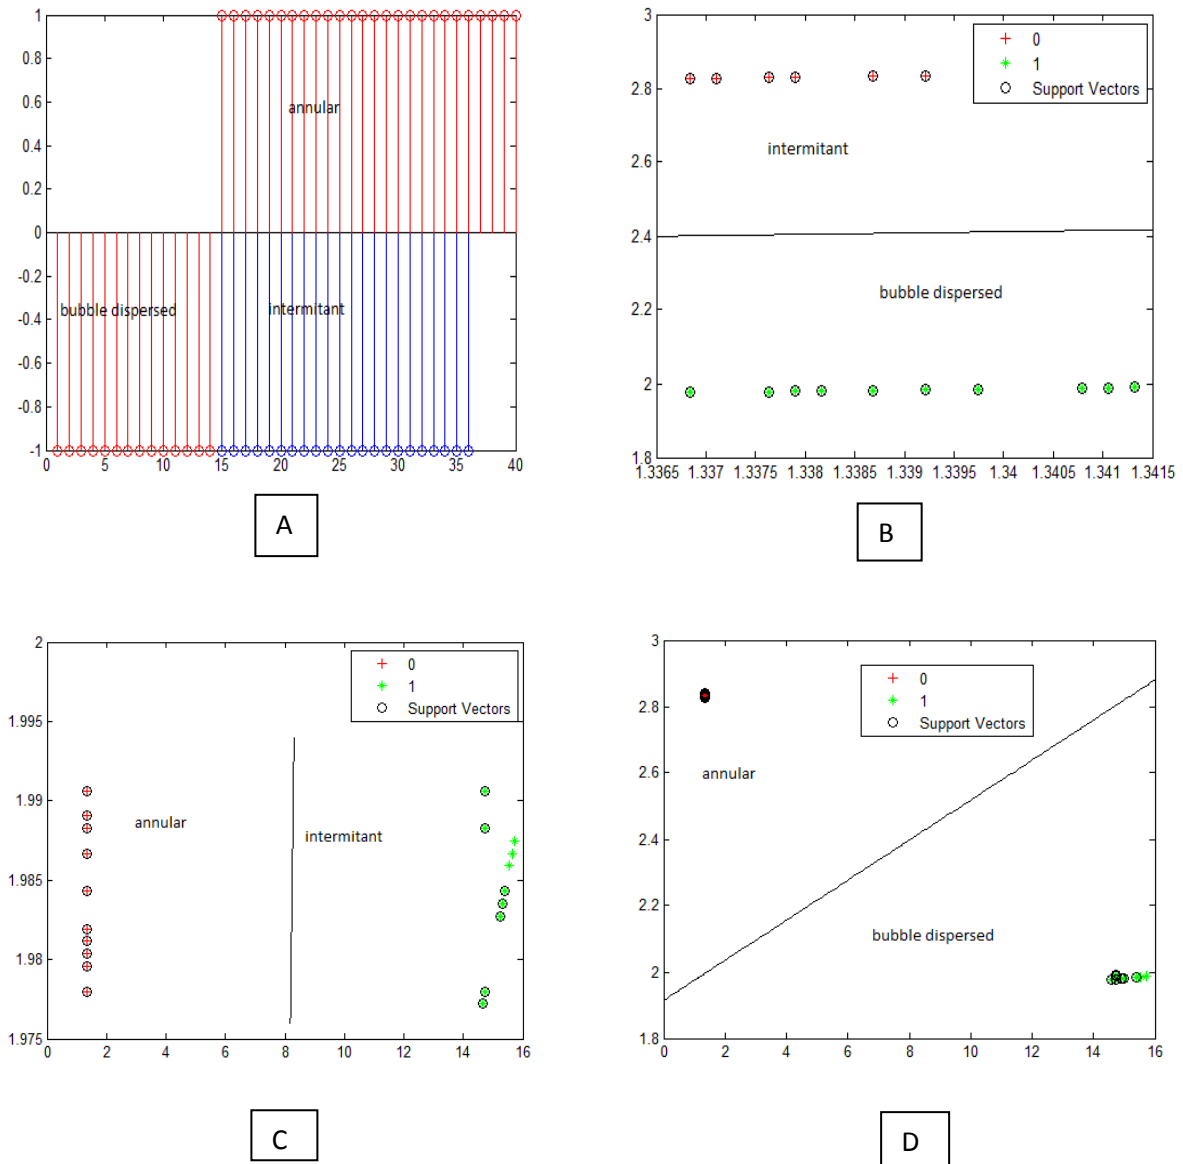 1
0.8
0.6
0.4
0.2
0
-0.2
-0.4
-0.6
-0.8
-1
0 5 10 15 20 25 30 35 40
annular
bubble dispersed
intermitant
A
3
2.8
2.6
2.4
2.2
2
1.8
1.3365 1.337 1.3375 1.338 1.3385 1.339 1.3395 1.34 1.3405 1.341 1.3415
0
1
Support Vectors
intermitant
bubble dispersed
B
2
1.995
1.99
1.985
1.98
1.975
0 2 4 6 8 10 12 14 16
0
1
Support Vectors
annular
intermitant
C
3
2.8
2.6
2.4
2.2
2
1.8
0 2 4 6 8 10 12 14 16
0
1
Support Vectors
annular
bubble dispersed
D